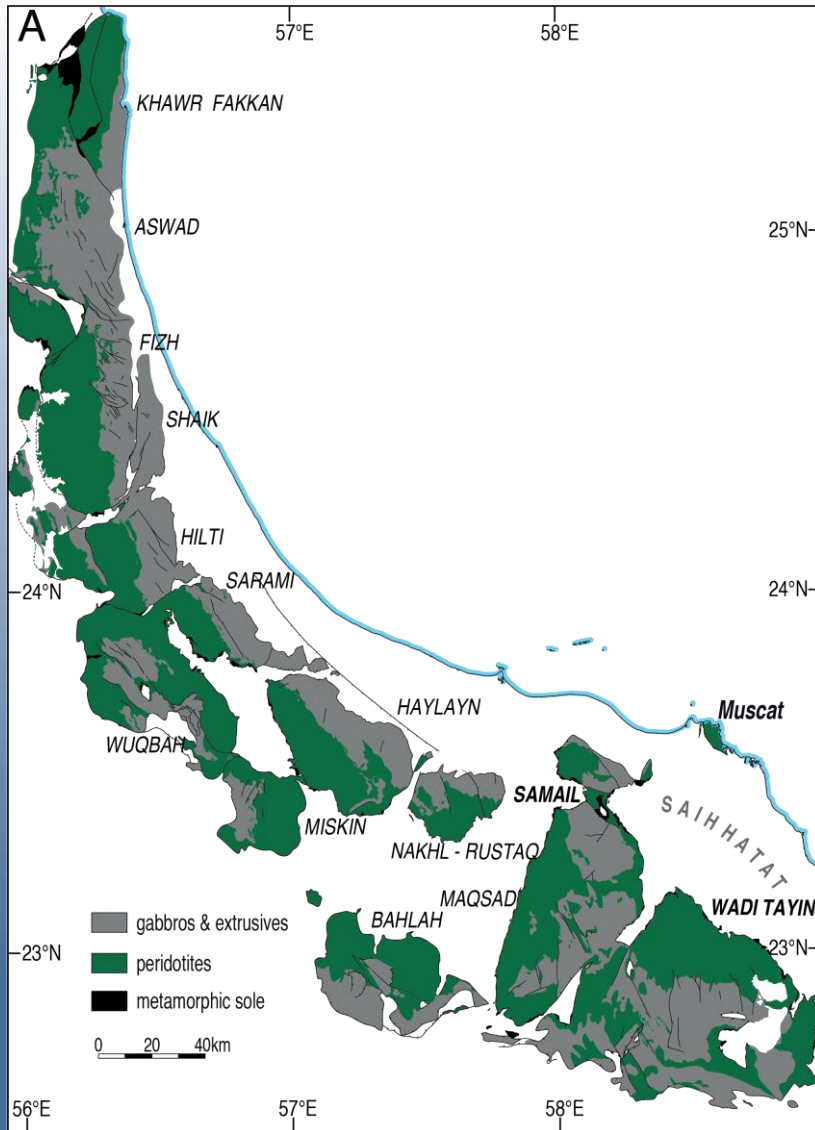 A
57°E
58°E
KHAWR FAKKAN
ASWAD
25°N
FIZH
SHAIK
HILTI
SARAMI
24°N
24°N
HAYLAYN
Muscat
WUQBAH
SAMAIL
SAIH HATAT
MISKIN
NAKHL - RUSTAQ
MAQSAD
WADI TAYIN
BAHLAH
gabbros & extrusives
23°N
23°N
peridotites
metamorphic sole
0 20 40km
56°E
57°E
58°E